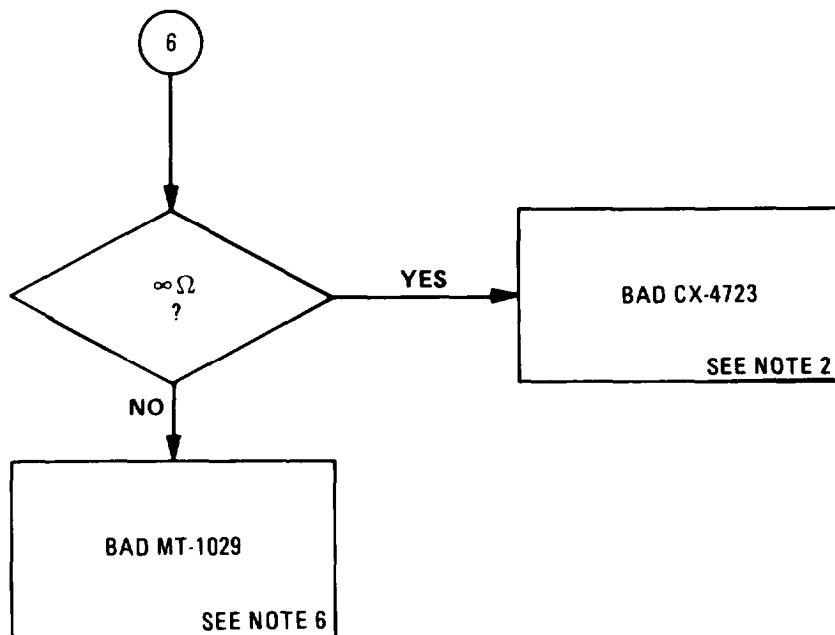 6
∞Ω
?
YES
BAD CX-4723
SEE NOTE 2
NO
BAD MT-1029
SEE NOTE 6